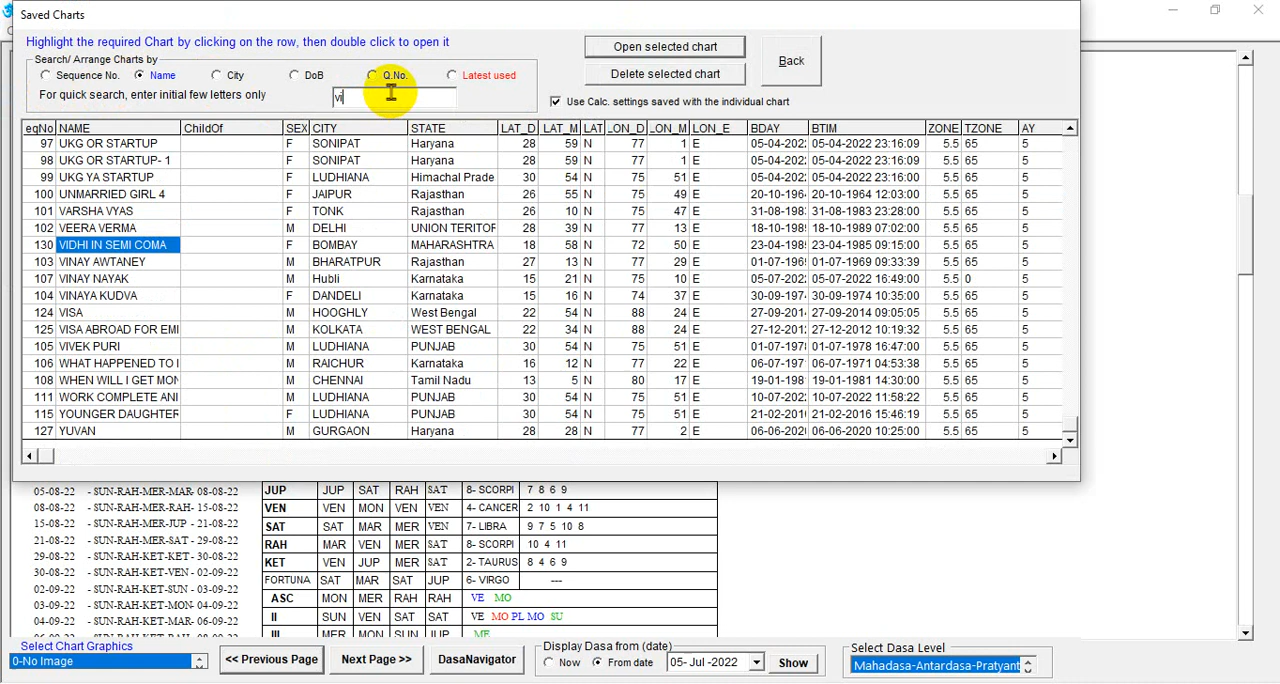 Saved Charts
Highlight the required Chart by clicking on the row, then double click to open it
Open selected chart
Back
Search/ Arrange Charts by
Sequence No. Name City DoB Q.No. Latest used
Delete selected chart
For quick search, enter initial few letters only vi
Use Calc. settings saved with the individual chart
eqNo NAME ChildOf SEX CITY STATE LAT_D LAT_M LAT LON_D LON_M LON_E BDAY BTIM ZONE TZONE AY
97 UKG OR STARTUP F SONIPAT Haryana 28 59 N 77 1 E 05-04-202 05-04-2022 23:16:09 5.5 65 5
98 UKG OR STARTUP- 1 F SONIPAT Haryana 28 59 N 77 1 E 05-04-202 05-04-2022 23:16:09 5.5 65 5
99 UKG YA STARTUP F LUDHIANA Himachal Prade 30 54 N 75 51 E 05-04-202 05-04-2022 23:16:00 5.5 65 5
100 UNMARRIED GIRL 4 F JAIPUR Rajasthan 26 55 N 75 49 E 20-10-196 20-10-1964 12:03:00 5.5 65 5
101 VARSHA VYAS F TONK Rajasthan 26 10 N 75 47 E 31-08-198 31-08-1983 23:28:00 5.5 65 5
102 VEERA VERMA M DELHI UNION TERITOF 28 39 N 77 13 E 18-10-198 18-10-1989 07:02:00 5.5 65 5
130 VIDHI IN SEMI COMA F BOMBAY MAHARASHTRA 18 58 N 72 50 E 23-04-198 23-04-1985 09:15:00 5.5 65 5
103 VINAY AWTANEY M BHARATPUR Rajasthan 27 13 N 77 29 E 01-07-196 01-07-1969 09:33:39 5.5 65 5
107 VINAY NAYAK M Hubli Karnataka 15 21 N 75 10 E 05-07-202 05-07-2022 16:49:00 5.5 0 5
104 VINAYA KUDVA F DANDELI Karnataka 15 16 N 74 37 E 30-09-197 30-09-1974 10:35:00 5.5 65 5
124 VISA M HOOGHLY West Bengal 22 54 N 88 24 E 27-09-201 27-09-2014 09:05:05 5.5 65 5
125 VISA ABROAD FOR EMI M KOLKATA WEST BENGAL 22 34 N 88 24 E 27-12-201 27-12-2012 10:19:32 5.5 65 5
105 VIVEK PURI M LUDHIANA PUNJAB 30 54 N 75 51 E 01-07-197 01-07-1978 16:47:00 5.5 65 5
106 WHAT HAPPENED TO M RAICHUR Karnataka 16 12 N 77 22 E 06-07-197 06-07-1971 04:53:38 5.5 65 5
108 WHEN WILL I GET MON M CHENNAI Tamil Nadu 13 5 N 80 17 E 19-01-198 19-01-1981 14:30:00 5.5 65 5
111 WORK COMPLETE ANI M LUDHIANA PUNJAB 30 54 N 75 51 E 10-07-202 10-07-2022 11:58:22 5.5 65 5
115 YOUNGER DAUGHTER F LUDHIANA PUNJAB 30 54 N 75 51 E 21-02-201 21-02-2016 15:46:19 5.5 65 5
127 YUVAN M GURGAON Haryana 28 28 N 77 2 E 06-06-202 06-06-2020 10:25:00 5.5 65 5
05-08-22 - SUN-RAH-MER-MAR- 08-08-22 JUP JUP SAT RAH SAT 8- SCORPI 7 8 6 9
08-08-22 - SUN-RAH-MER-RAH- 15-08-22 VEN VEN MON VEN VEN 4- CANCER 2 10 1 4 11
15-08-22 - SUN-RAH-MER-JUP - 21-08-22 SAT SAT MAR MER VEN 7- LIBRA 9 7 5 10 8
21-08-22 - SUN-RAH-MER-SAT - 29-08-22 RAH MAR VEN MER SAT 8- SCORPI 10 4 11
29-08-22 - SUN-RAH-KET-KET - 30-08-22 KET VEN JUP MER SAT 2- TAURUS 8 4 6 9
30-08-22 - SUN-RAH-KET-VEN - 02-09-22 FORTUNA SAT MAR SAT JUP 6- VIRGO ---
02-09-22 - SUN-RAH-KET-SUN - 03-09-22 ASC MON MER RAH RAH VE MO
03-09-22 - SUN-RAH-KET-MON- 04-09-22 II SUN VEN SAT SAT VE MO PL MO SU
04-09-22 - SUN-RAH-KET-MAR- 06-09-22 III MER MON SUN JUP ME
Select Chart Graphics
0-No Image
<< Previous Page Next Page >> DasaNavigator
Display Dasa from (date)
Now From date 05- Jul -2022 Show
Select Dasa Level
Mahadasa-Antardasa-Pratyant